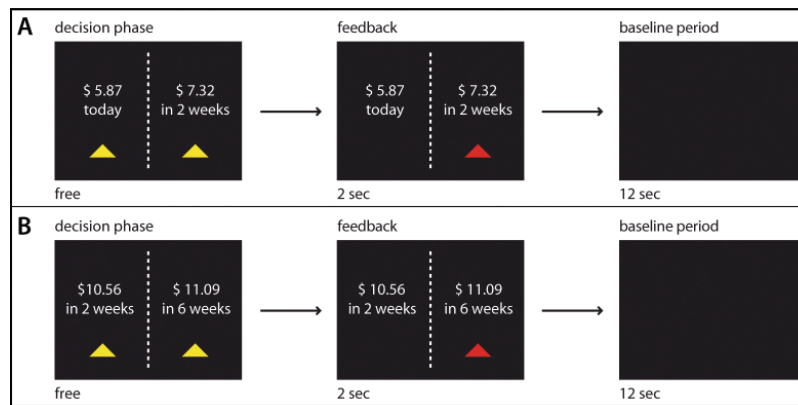 A
decision phase
feedback
baseline period
$ 5.87
today
$ 7.32
in 2 weeks
$ 5.87
today
$ 7.32
in 2 weeks
free
2 sec
12 sec
B
decision phase
feedback
baseline period
$10.56
in 2 weeks
$ 11.09
in 6 weeks
$ 10.56
in 2 weeks
$ 11.09
in 6 weeks
free
2 sec
12 sec